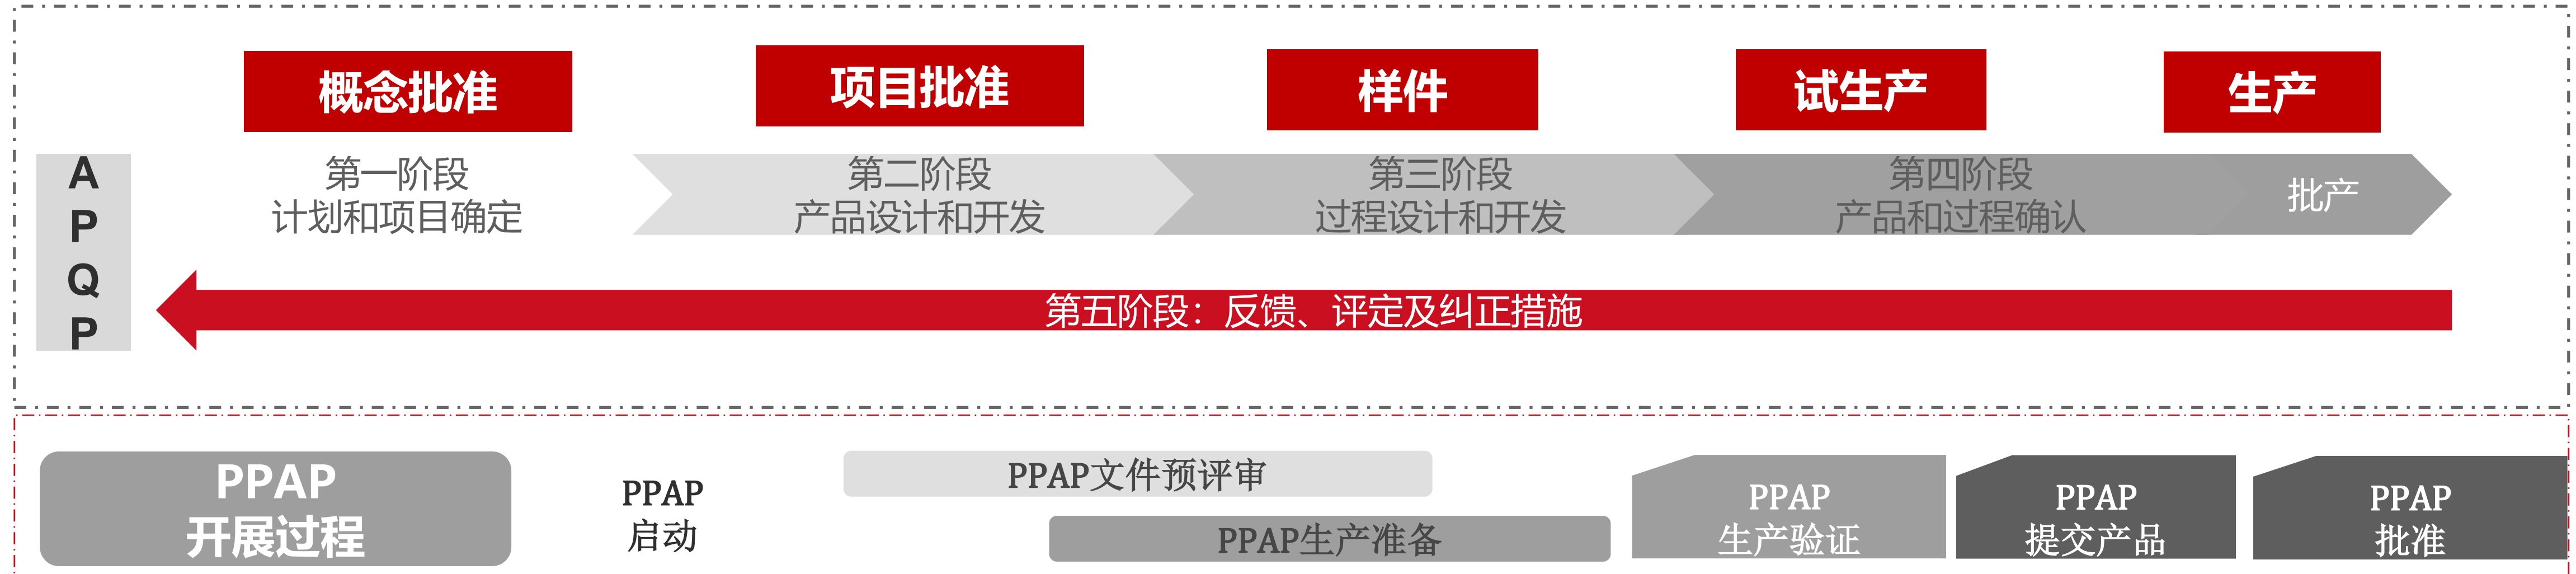 概念批准
项目批准
样件
试生产
生产
A
P
Q
P
第一阶段
计划和项目确定
第二阶段
产品设计和开发
第三阶段
过程设计和开发
第四阶段
产品和过程确认
批产
第五阶段：反馈、评定及纠正措施
PPAP
开展过程
PPAP
启动
PPAP文件预评审
PPAP生产准备
PPAP
生产验证
PPAP
提交产品
PPAP
批准